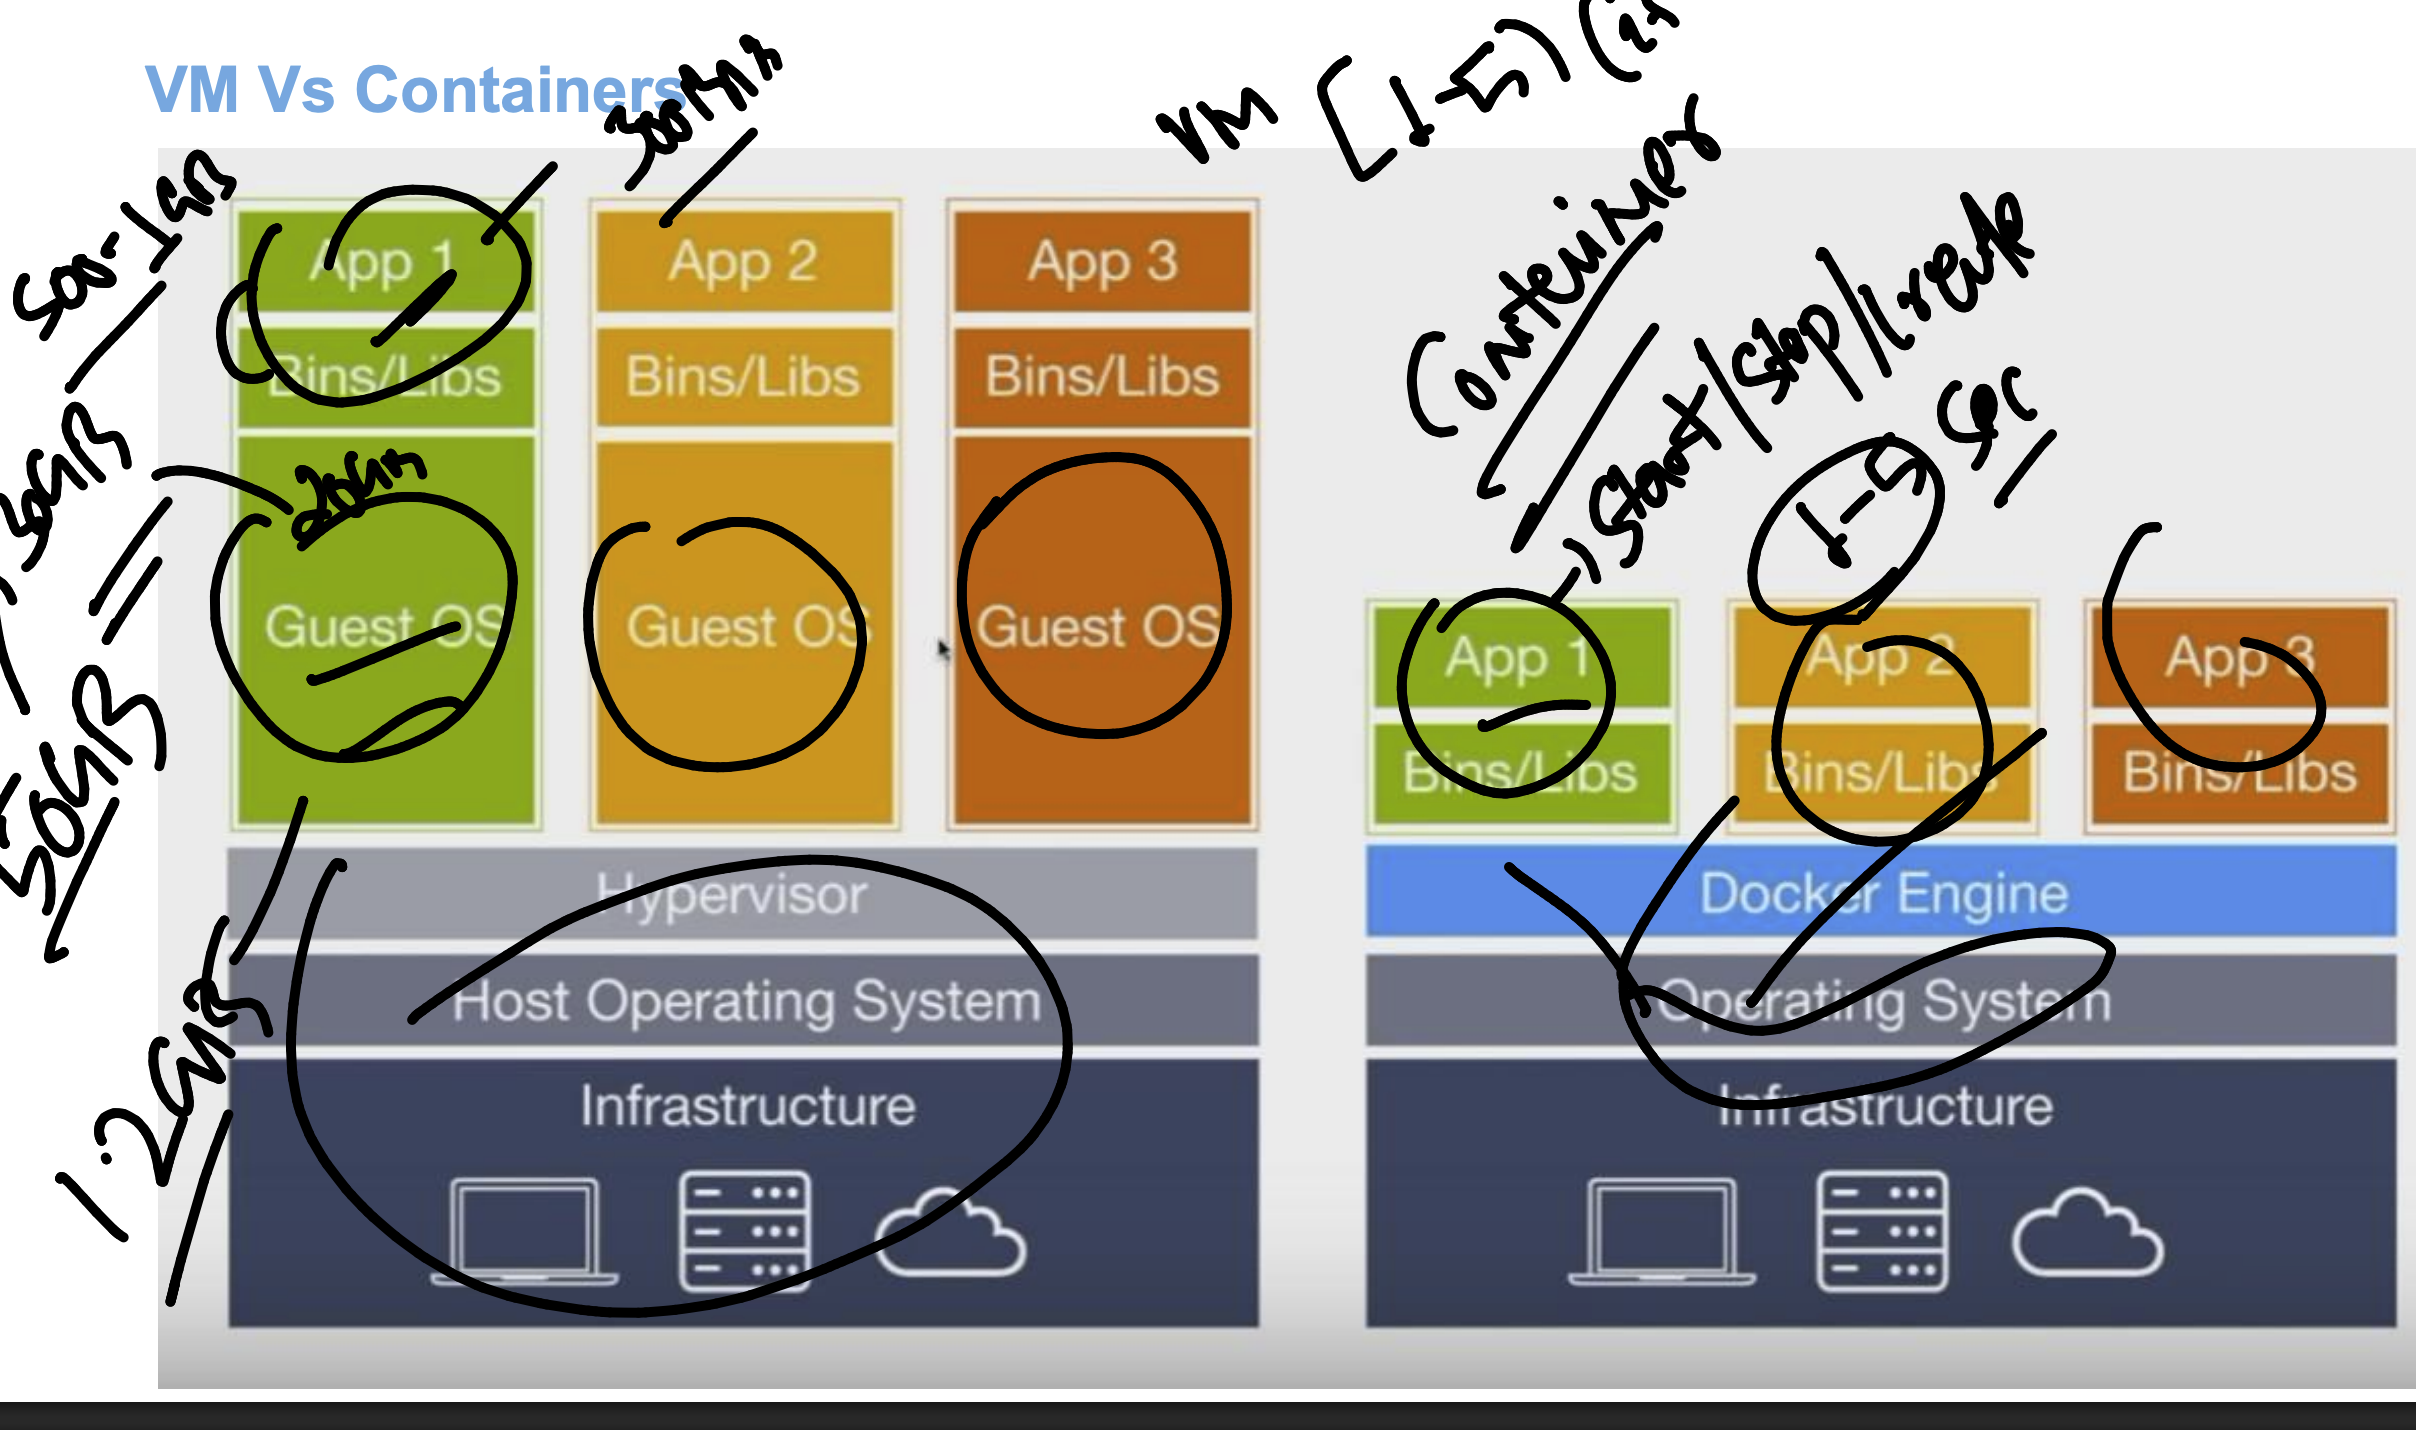 VM Vs Containers
300MB
VM [1-5)
Container
500-1GB
Start/Stop/Create
1-5 Sec
App 1
App 2
App 3
Bins/Libs
Bins/Libs
Bins/Libs
30GB
20GB
Guest OS
Guest OS
Guest OS
50GB
App 1
App 2
App 3
Bins/Libs
Bins/Libs
Bins/Libs
Hypervisor
Docker Engine
Host Operating System
Operating System
1.2GB
Infrastructure
Infrastructure